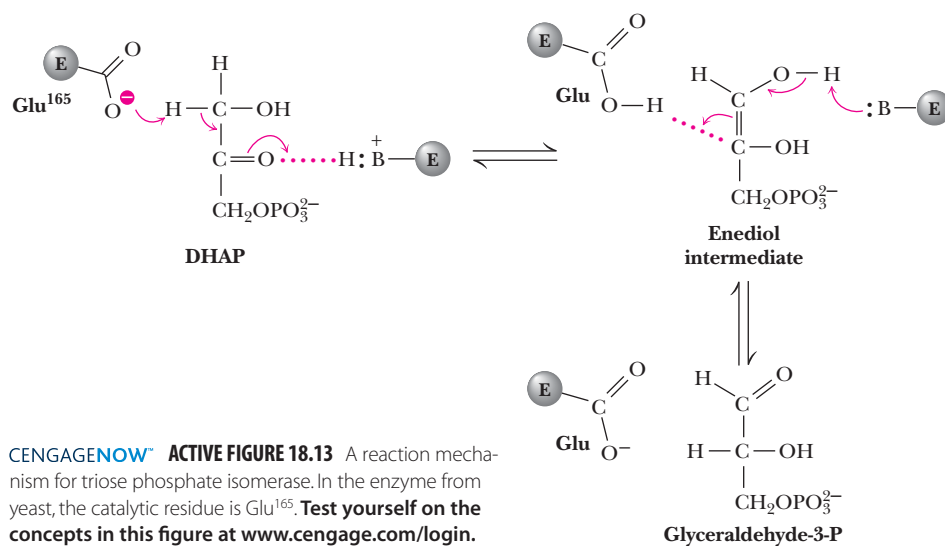 E
C
O
O
⊖
Glu¹⁶⁵
H
H—C—OH
C=O······H:B⁺—E
CH₂OPO₃²⁻
DHAP
E
C
O
O—H
Glu
H
C
O—H
C—OH
:B—E
CH₂OPO₃²⁻
Enediol
intermediate
E
C
O
O⁻
Glu
H
O
C
H—C—OH
CH₂OPO₃²⁻
Glyceraldehyde-3-P
CENGAGENOW™ ACTIVE FIGURE 18.13 A reaction mecha-
nism for triose phosphate isomerase. In the enzyme from
yeast, the catalytic residue is Glu¹⁶⁵. Test yourself on the
concepts in this figure at www.cengage.com/login.